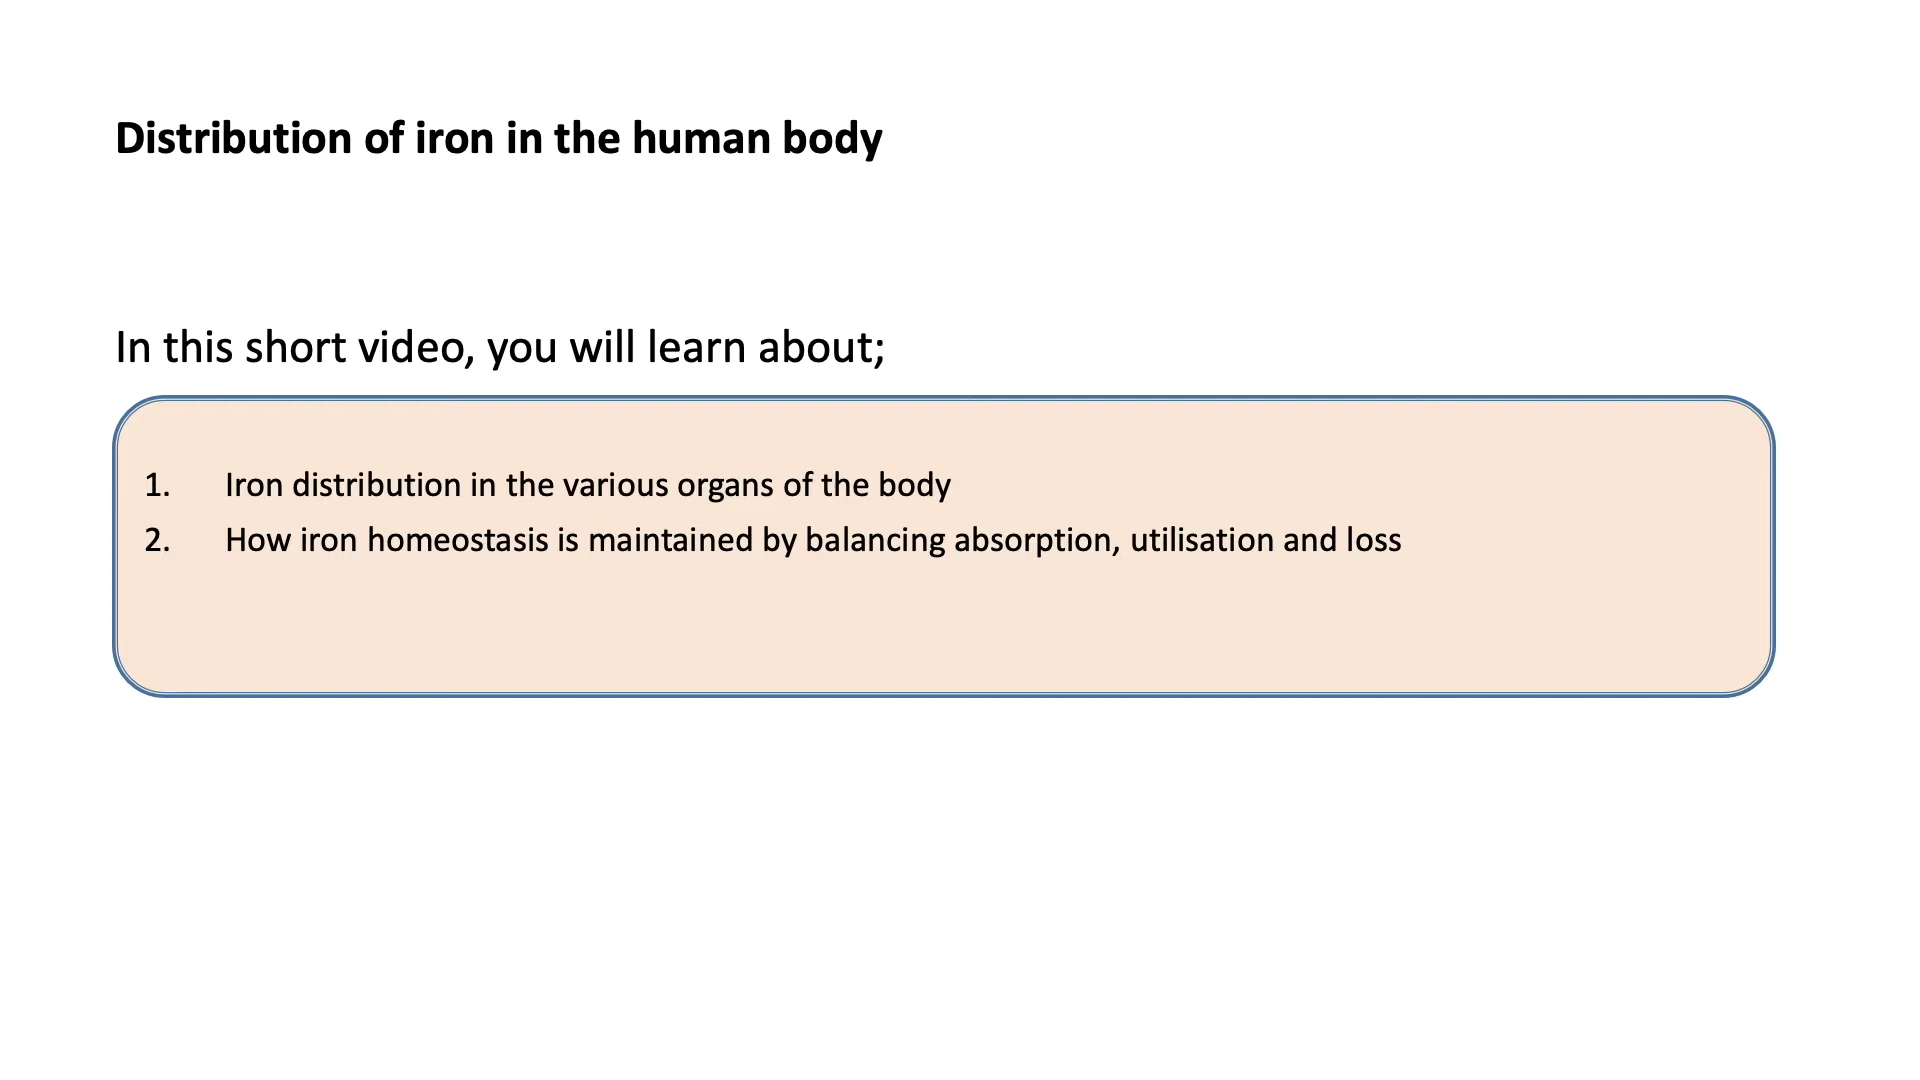 Distribution of iron in the human body
In this short video, you will learn about;
1. Iron distribution in the various organs of the body
2. How iron homeostasis is maintained by balancing absorption, utilisation and loss